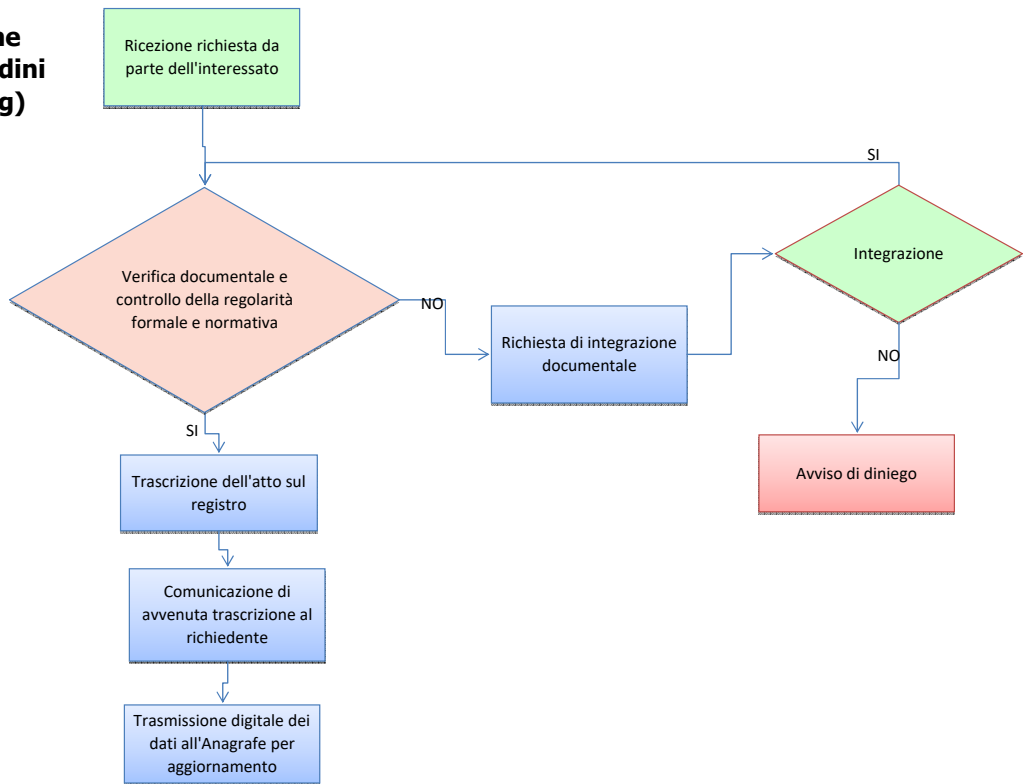 Ricezione richiesta da
parte dell'interessato
SI
Verifica documentale e
controllo della regolarità
formale e normativa
Integrazione
NO
Richiesta di integrazione
documentale
NO
SI
Trascrizione dell'atto sul
registro
Avviso di diniego
Comunicazione di
avvenuta trascrizione al
richiedente
Trasmissione digitale dei
dati all'Anagrafe per
aggiornamento